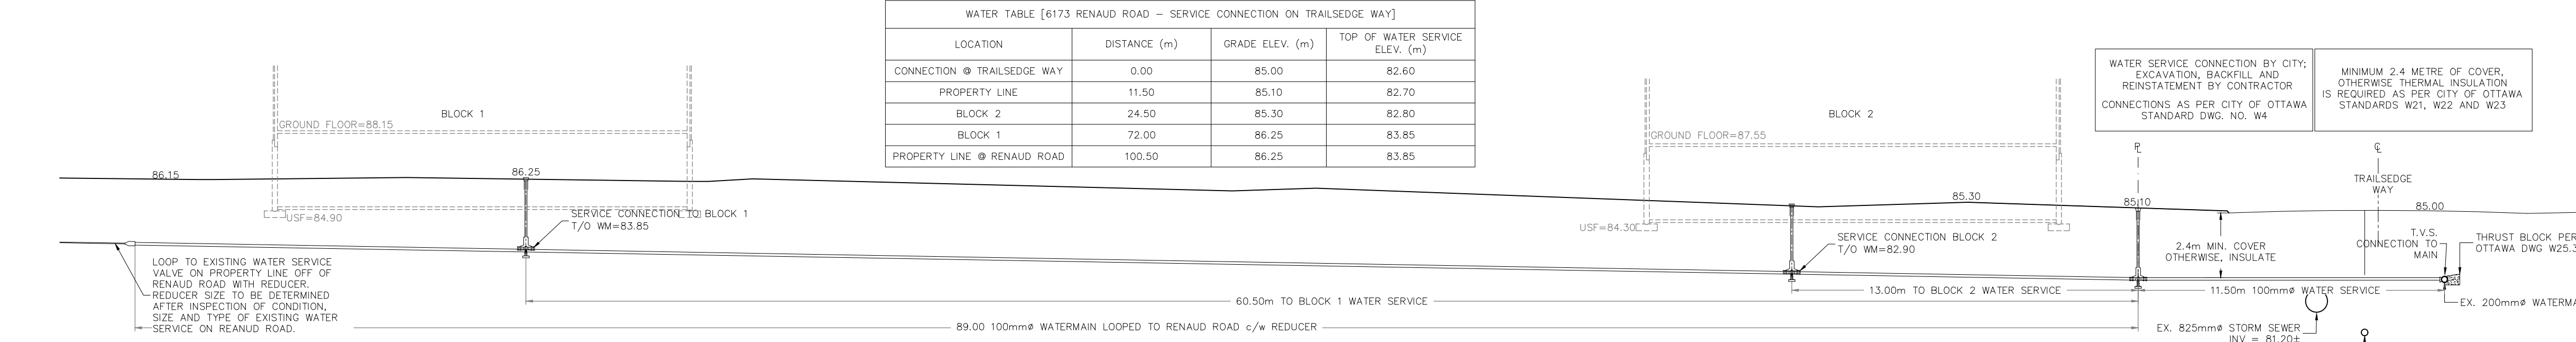 WATER TABLE [6173 RENAUD ROAD – SERVICE CONNECTION ON TRAILSEDGE WAY]
LOCATION DISTANCE (m) GRADE ELEV. (m) TOP OF WATER SERVICE ELEV. (m)
CONNECTION @ TRAILSEDGE WAY 0.00 85.00 82.60
PROPERTY LINE 11.50 85.10 82.70
BLOCK 2 24.50 85.30 82.80
BLOCK 1 72.00 86.25 83.85
PROPERTY LINE @ RENAUD ROAD 100.50 86.25 83.85
WATER SERVICE CONNECTION BY CITY;
EXCAVATION, BACKFILL AND
REINSTATEMENT BY CONTRACTOR
CONNECTIONS AS PER CITY OF OTTAWA
STANDARD DWG. NO. W4
MINIMUM 2.4 METRE OF COVER,
OTHERWISE THERMAL INSULATION
IS REQUIRED AS PER CITY OF OTTAWA
STANDARDS W21, W22 AND W23
BLOCK 1
GROUND FLOOR=88.15
86.15
86.25
USF=84.90
SERVICE CONNECTION TO BLOCK 1
T/O WM=83.85
LOOP TO EXISTING WATER SERVICE
VALVE ON PROPERTY LINE OFF OF
RENAUD ROAD WITH REDUCER.
REDUCER SIZE TO BE DETERMINED
AFTER INSPECTION OF CONDITION,
SIZE AND TYPE OF EXISTING WATER
SERVICE ON REANUD ROAD.
BLOCK 2
GROUND FLOOR=87.55
85.30
USF=84.30
SERVICE CONNECTION BLOCK 2
T/O WM=82.90
85.10
PL
CL
TRAILSEDGE
WAY
85.00
2.4m MIN. COVER
OTHERWISE, INSULATE
T.V.S.
CONNECTION TO
MAIN
THRUST BLOCK PER
OTTAWA DWG W25.3
60.50m TO BLOCK 1 WATER SERVICE
13.00m TO BLOCK 2 WATER SERVICE
11.50m 100mmø WATER SERVICE
89.00 100mmø WATERMAIN LOOPED TO RENAUD ROAD c/w REDUCER
EX. 200mmø WATERMA
EX. 825mmø STORM SEWER
INV = 81.20±